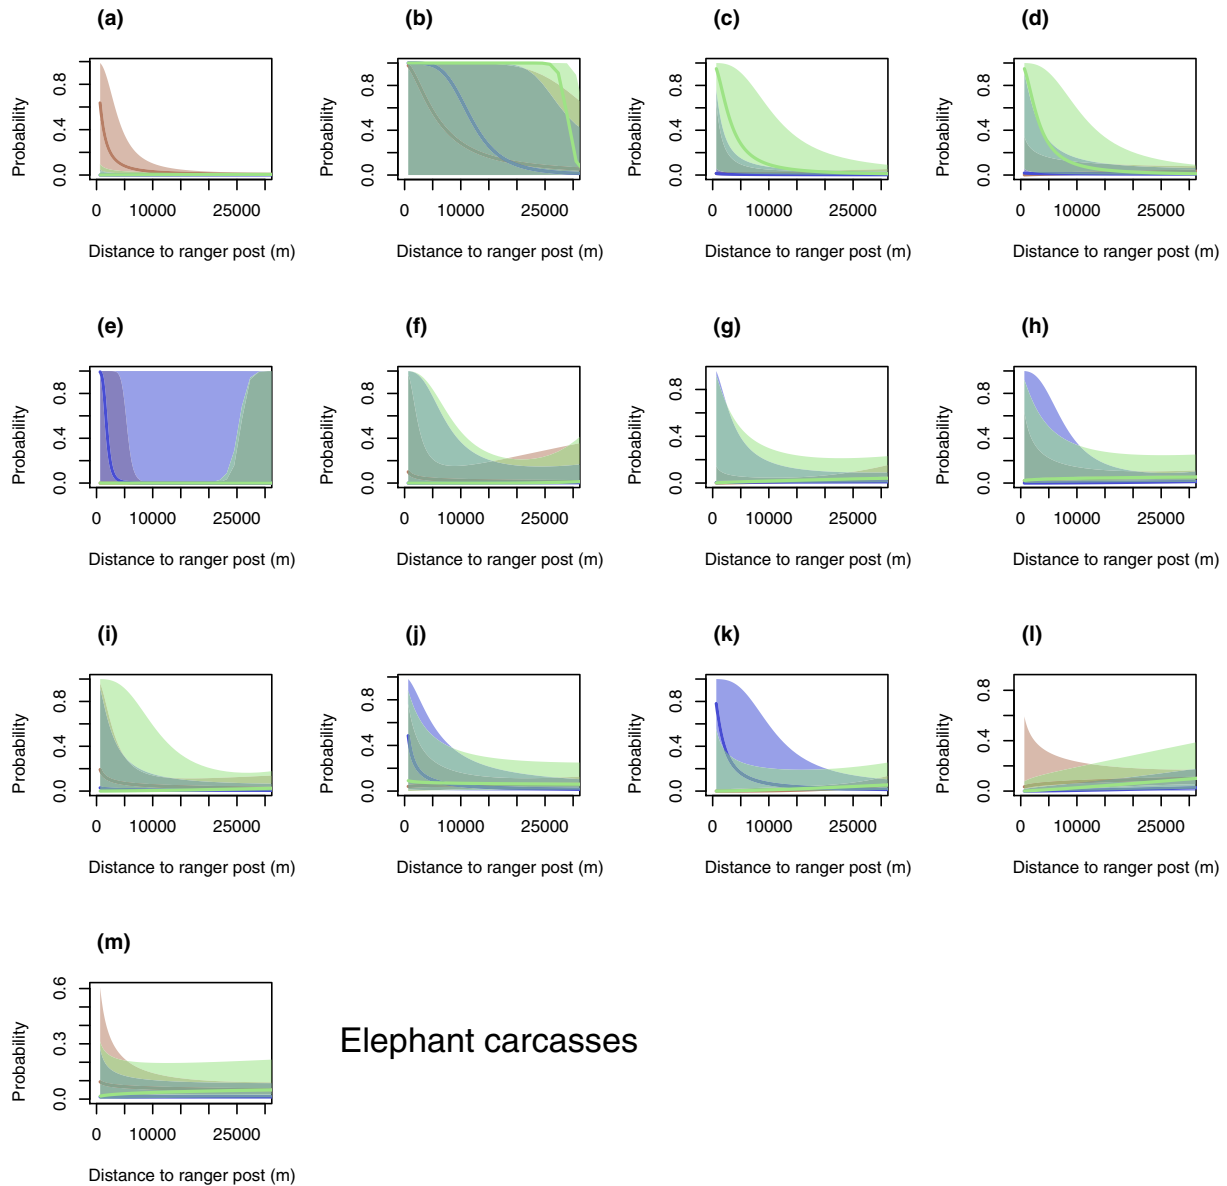 (a) (b) (c) (d)
Probability 0.0 0.4 0.8 Probability 0.0 0.4 0.8 Probability 0.0 0.4 0.8 Probability 0.0 0.4 0.8
0 10000 25000 0 10000 25000 0 10000 25000 0 10000 25000
Distance to ranger post (m) Distance to ranger post (m) Distance to ranger post (m) Distance to ranger post (m)
(e) (f) (g) (h)
Probability 0.0 0.4 0.8 Probability 0.0 0.4 0.8 Probability 0.0 0.4 0.8 Probability 0.0 0.4 0.8
0 10000 25000 0 10000 25000 0 10000 25000 0 10000 25000
Distance to ranger post (m) Distance to ranger post (m) Distance to ranger post (m) Distance to ranger post (m)
(i) (j) (k) (l)
Probability 0.0 0.4 0.8 Probability 0.0 0.4 0.8 Probability 0.0 0.4 0.8 Probability 0.0 0.4 0.8
0 10000 25000 0 10000 25000 0 10000 25000 0 10000 25000
Distance to ranger post (m) Distance to ranger post (m) Distance to ranger post (m) Distance to ranger post (m)
(m)
Probability 0.0 0.3 0.6
Elephant carcasses
0 10000 25000
Distance to ranger post (m)